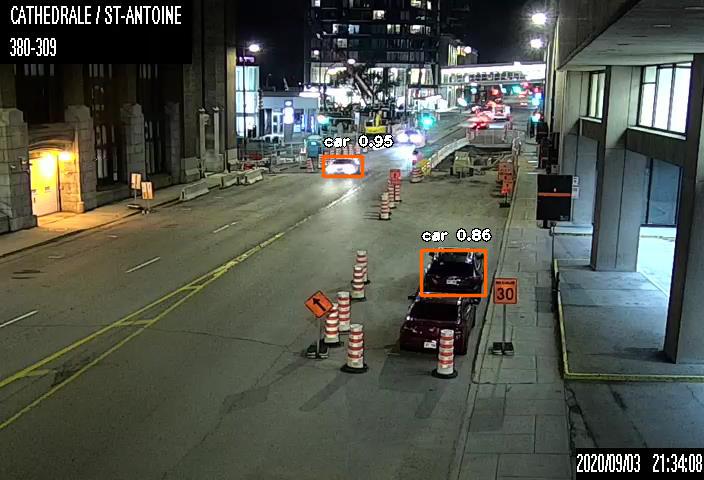 CATHEDRALE / ST-ANTOINE
380-309
car 0.95
car 0.86
30
2020/09/03 21:34:08